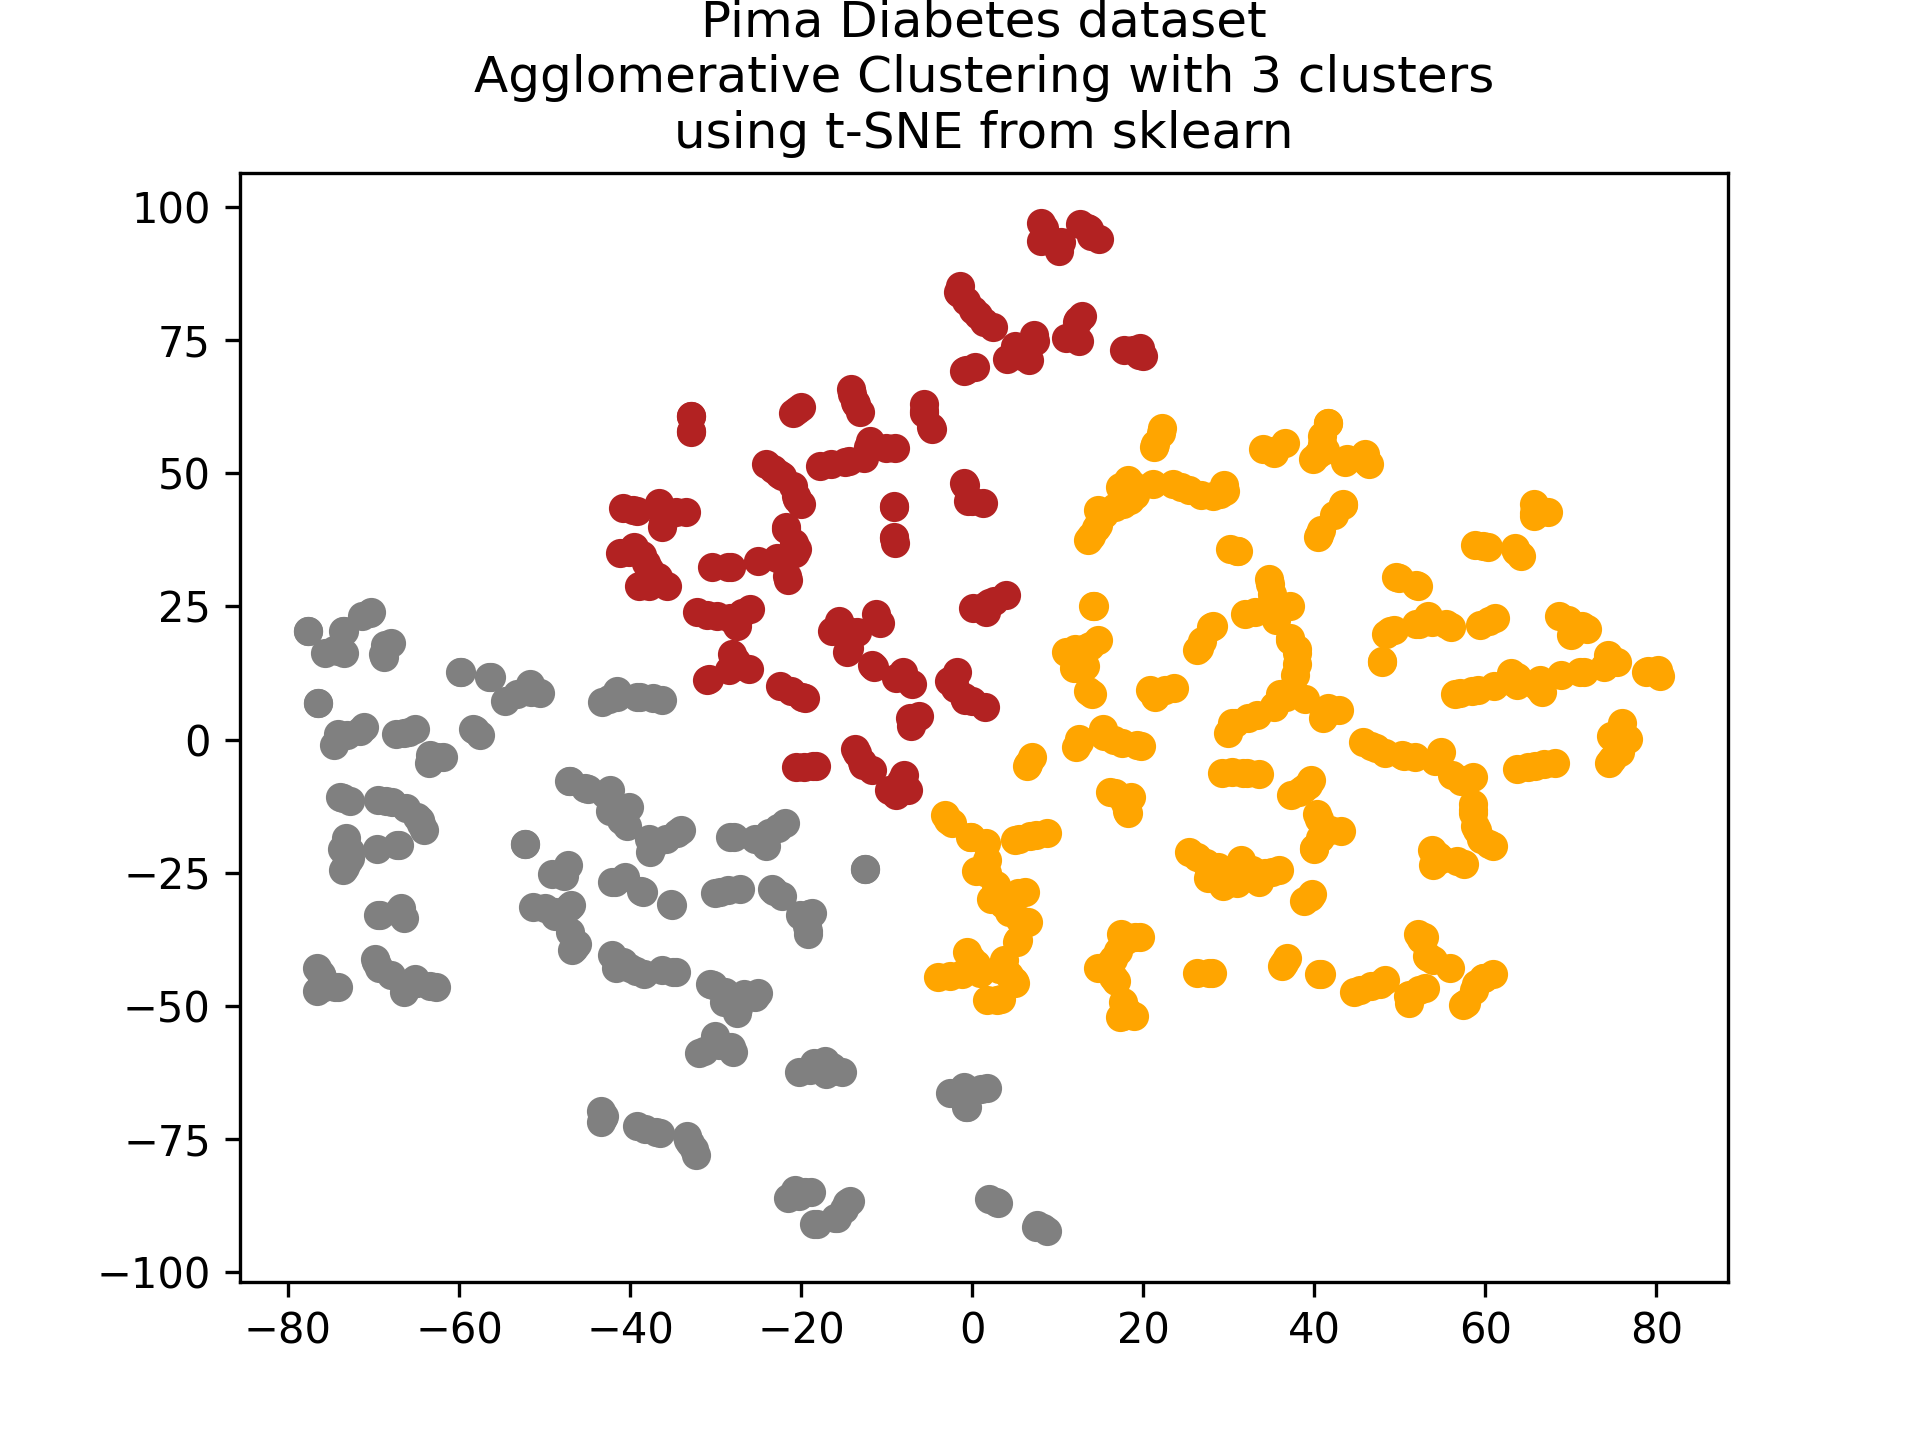 Pima Diabetes dataset
Agglomerative Clustering with 3 clusters
using t-SNE from sklearn
100
75
50
25
0
−25
−50
−75
−100
−80 −60 −40 −20 0 20 40 60 80